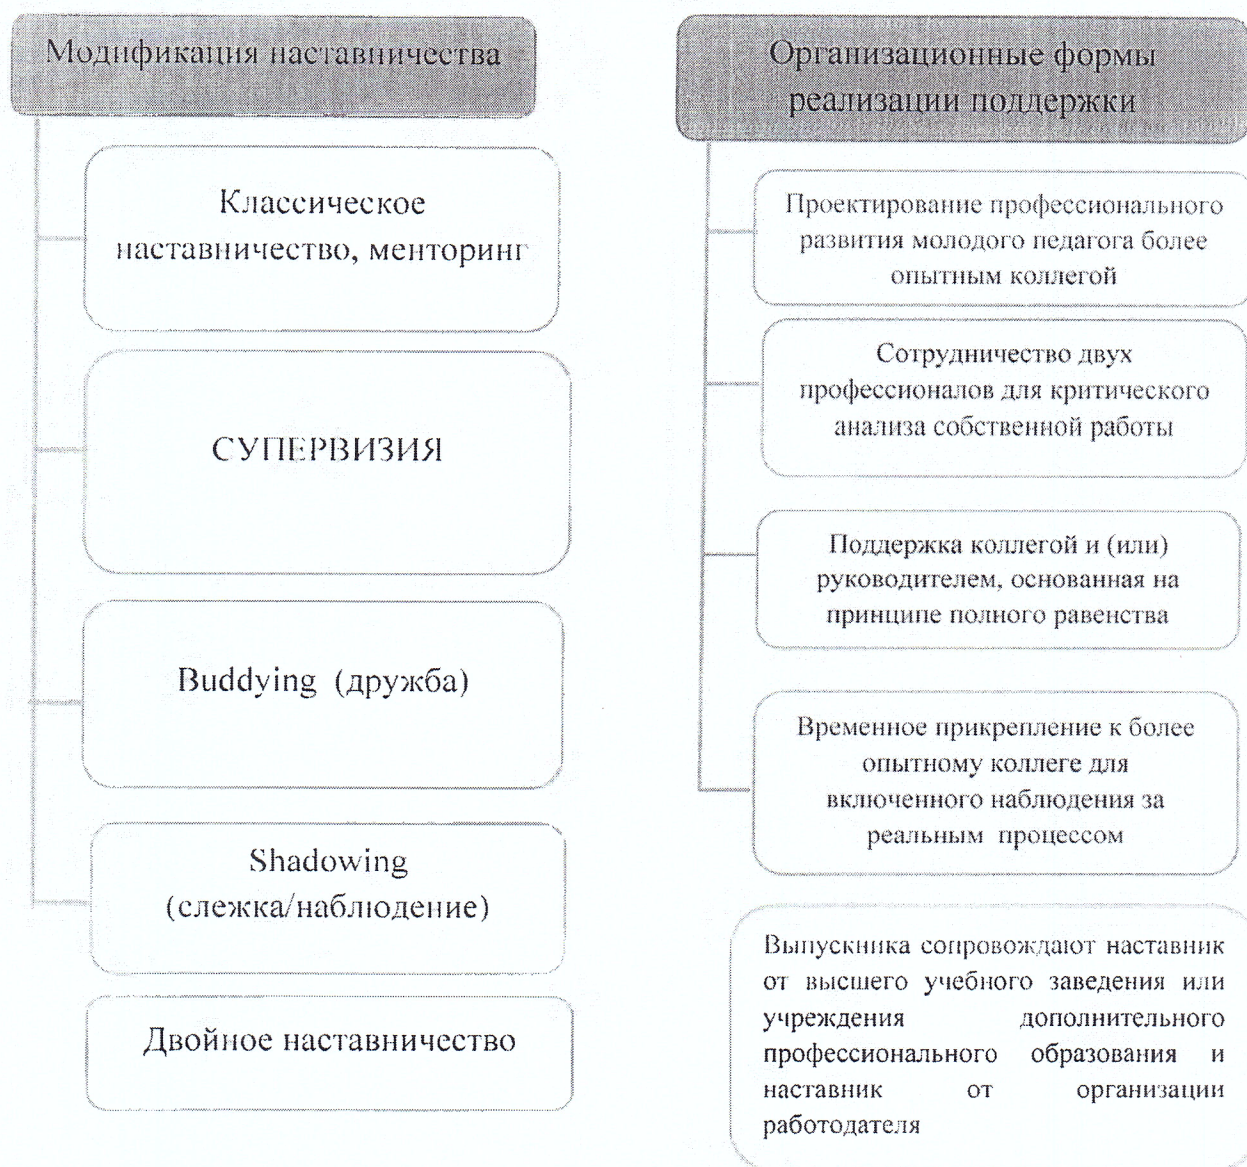 Модификация наставничества
Классическое
наставничество, менторинг
СУПЕРВИЗИЯ
Buddying (дружба)
Shadowing
(слежка/наблюдение)
Двойное наставничество
Организационные формы
реализации поддержки
Проектирование профессионального
развития молодого педагога более
опытным коллегой
Сотрудничество двух
профессионалов для критического
анализа собственной работы
Поддержка коллегой и (или)
руководителем, основанная на
принципе полного равенства
Временное прикрепление к более
опытному коллеге для
включенного наблюдения за
реальным процессом
Выпускника сопровождают наставник
от высшего учебного заведения или
учреждения дополнительного
профессионального образования и
наставник от организации
работодателя